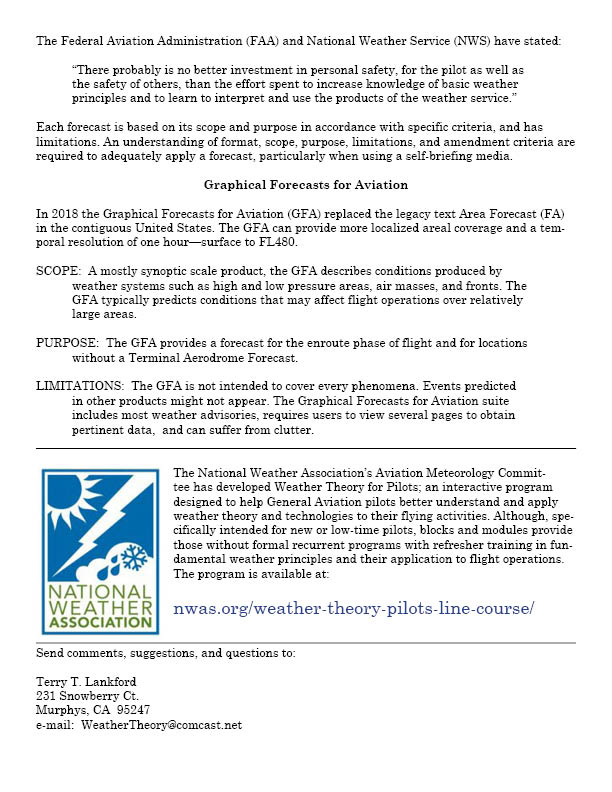 The Federal Aviation Administration (FAA) and National Weather Service (NWS) have stated:
“There probably is no better investment in personal safety, for the pilot as well as
the safety of others, than the effort spent to increase knowledge of basic weather
principles and to learn to interpret and use the products of the weather service.”
Each forecast is based on its scope and purpose in accordance with specific criteria, and has
limitations. An understanding of format, scope, purpose, limitations, and amendment criteria are
required to adequately apply a forecast, particularly when using a self-briefing media.
Graphical Forecasts for Aviation
In 2018 the Graphical Forecasts for Aviation (GFA) replaced the legacy text Area Forecast (FA)
in the contiguous United States. The GFA can provide more localized areal coverage and a tem-
poral resolution of one hour—surface to FL480.
SCOPE:  A mostly synoptic scale product, the GFA describes conditions produced by
weather systems such as high and low pressure areas, air masses, and fronts. The
GFA typically predicts conditions that may affect flight operations over relatively
large areas.
PURPOSE:  The GFA provides a forecast for the enroute phase of flight and for locations
without a Terminal Aerodrome Forecast.
LIMITATIONS:  The GFA is not intended to cover every phenomena. Events predicted
in other products might not appear. The Graphical Forecasts for Aviation suite
includes most weather advisories, requires users to view several pages to obtain
pertinent data,  and can suffer from clutter.
NATIONAL
WEATHER
ASSOCIATION
The National Weather Association’s Aviation Meteorology Commit-
tee has developed Weather Theory for Pilots; an interactive program
designed to help General Aviation pilots better understand and apply
weather theory and technologies to their flying activities. Although, spe-
cifically intended for new or low-time pilots, blocks and modules provide
those without formal recurrent programs with refresher training in fun-
damental weather principles and their application to flight operations.
The program is available at:
nwas.org/weather-theory-pilots-line-course/
Send comments, suggestions, and questions to:
Terry T. Lankford
231 Snowberry Ct.
Murphys, CA  95247
e-mail:  WeatherTheory@comcast.net